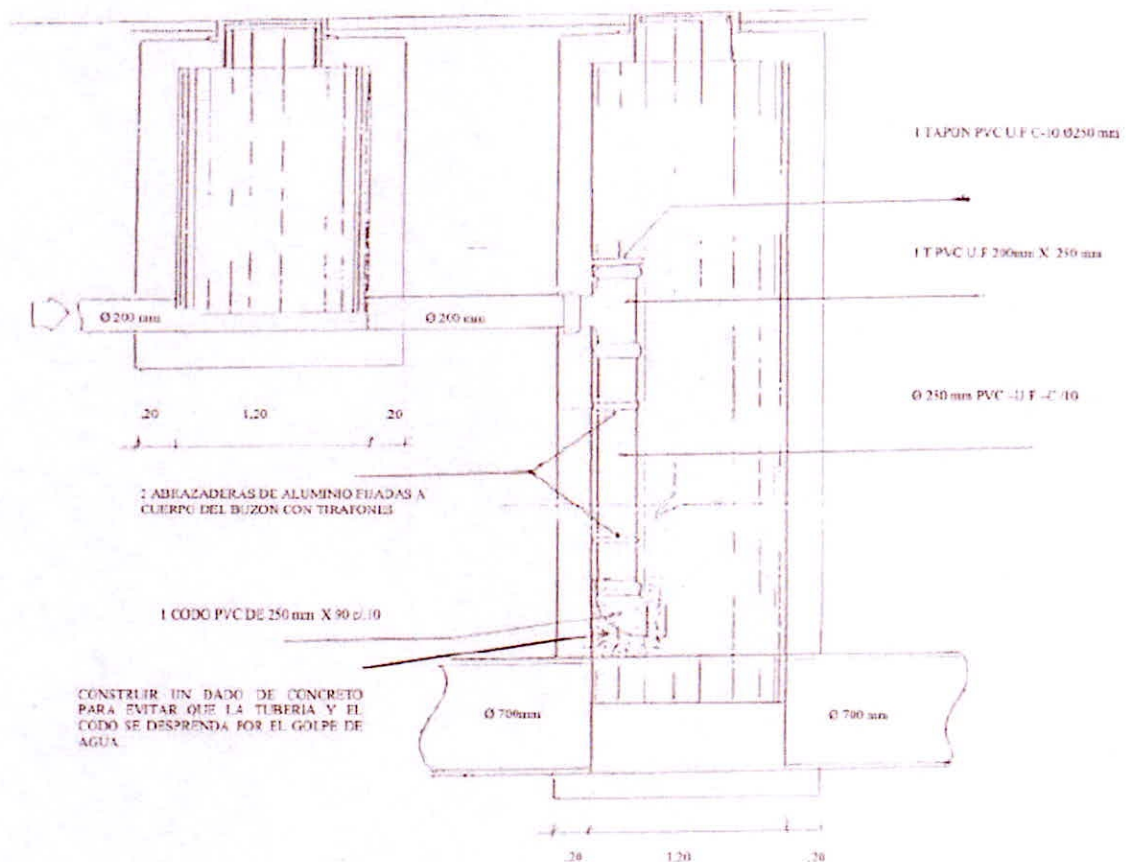 1 TAPON PVC U.F C-10 Ø250 mm
1 T PVC U.F 200mm X 250 mm
Ø 200 mm
Ø 200 mm
Ø 250 mm PVC -U F -C /10
.20
1.20
.20
2 ABRAZADERAS DE ALUMINIO FIJADAS A
CUERPO DEL BUZON CON TIRAFONES
1 CODO PVC DE 250 mm X 90 c/.10
CONSTRUIR UN DADO DE CONCRETO
PARA EVITAR QUE LA TUBERIA Y EL
CODO SE DESPRENDA POR EL GOLPE DE
AGUA.
Ø 700mm
Ø 700 mm
.20
1.20
.20